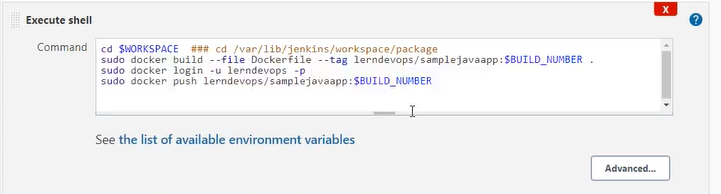 X
Execute shell
?
Command
cd $WORKSPACE ### cd /var/lib/jenkins/workspace/package
sudo docker build --file Dockerfile --tag lerndevops/samplejavaapp:$BUILD_NUMBER .
sudo docker login -u lerndevops -p
sudo docker push lerndevops/samplejavaapp:$BUILD_NUMBER
See the list of available environment variables
Advanced...